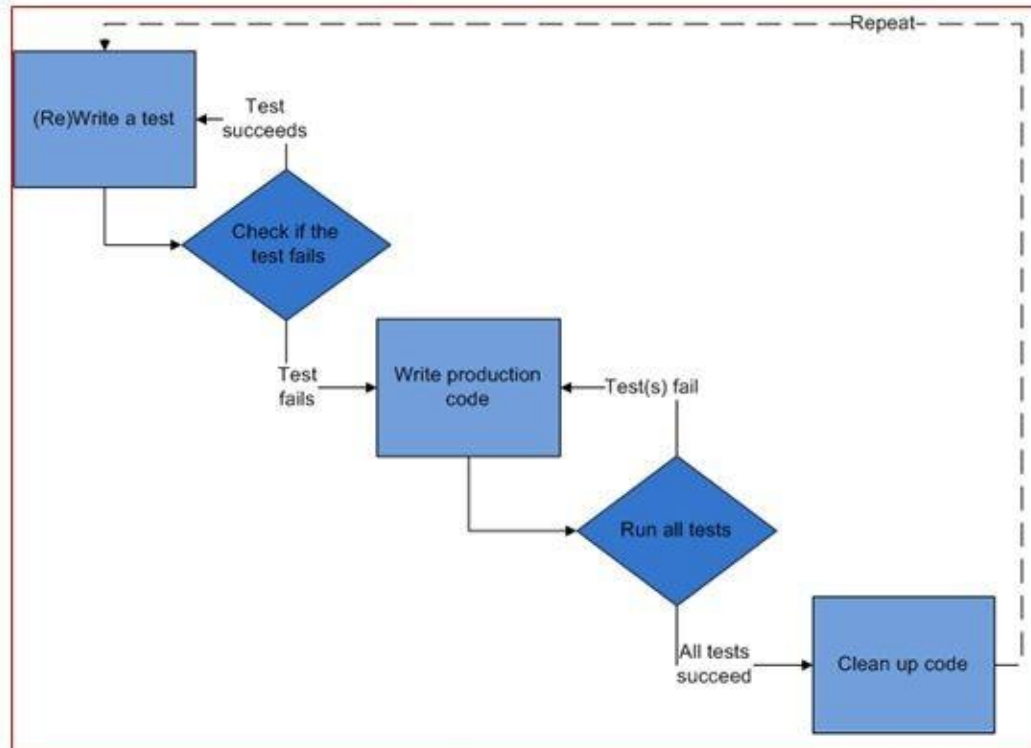 Repeat
(Re)Write a test
Test
succeeds
Check if the
test fails
Test
fails
Write production
code
Test(s) fail
Run all tests
All tests
succeed
Clean up code